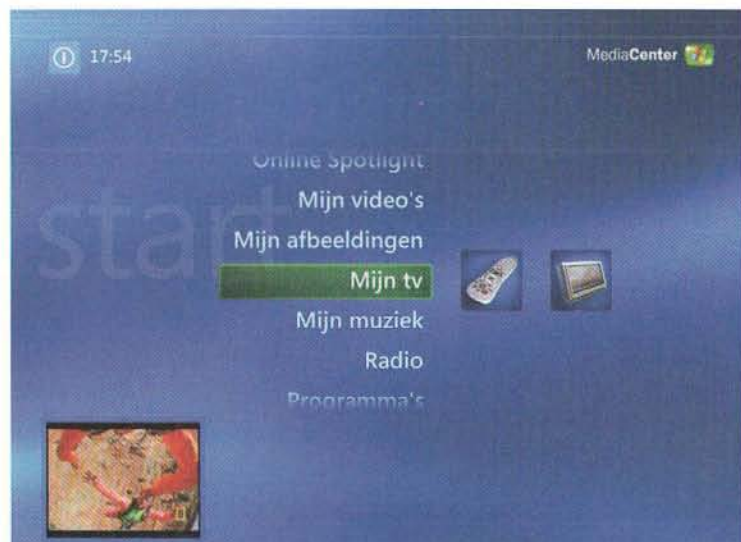 17:54
MediaCenter
start
Online Spotlight
Mijn video's
Mijn afbeeldingen
Mijn tv
Mijn muziek
Radio
Programma's